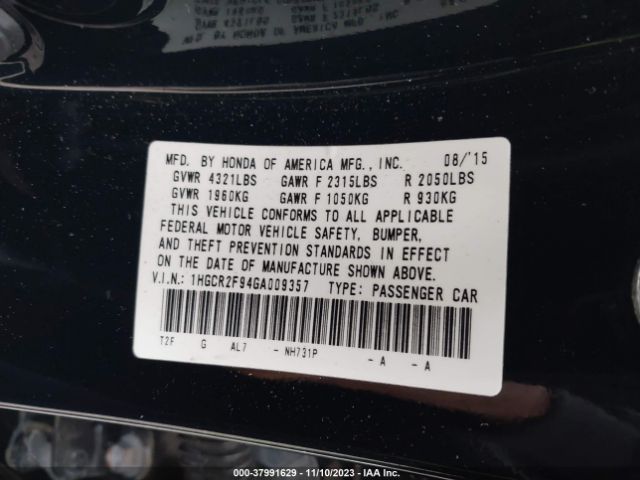 MFD. BY HONDA OF AMERICA MFG., INC. 08/'15
GVWR 4321LBS GAWR F 2315LBS R 2050LBS
GVWR 1960KG GAWR F 1050KG R 930KG
THIS VEHICLE CONFORMS TO ALL APPLICABLE
FEDERAL MOTOR VEHICLE SAFETY, BUMPER,
AND THEFT PREVENTION STANDARDS IN EFFECT
ON THE DATE OF MANUFACTURE SHOWN ABOVE.
V.I.N.: 1HGCR2F94GA009357 TYPE: PASSENGER CAR
T2F G AL7 - NH731P - A - A
000-37991629 - 11/10/2023 - IAA Inc.